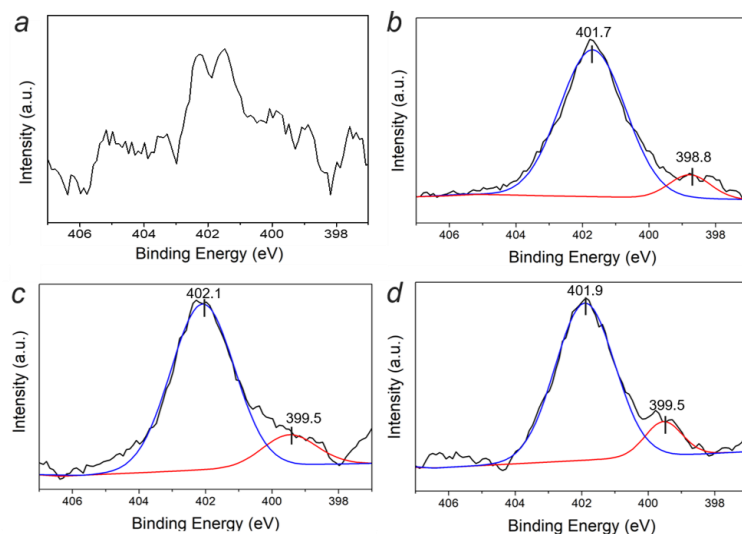 a
Intensity (a.u.)
406 404 402 400 398
Binding Energy (eV)
b
401.7
398.8
Intensity (a.u.)
406 404 402 400 398
Binding Energy (eV)
c
402.1
399.5
Intensity (a.u.)
406 404 402 400 398
Binding Energy (eV)
d
401.9
399.5
Intensity (a.u.)
406 404 402 400 398
Binding Energy (eV)